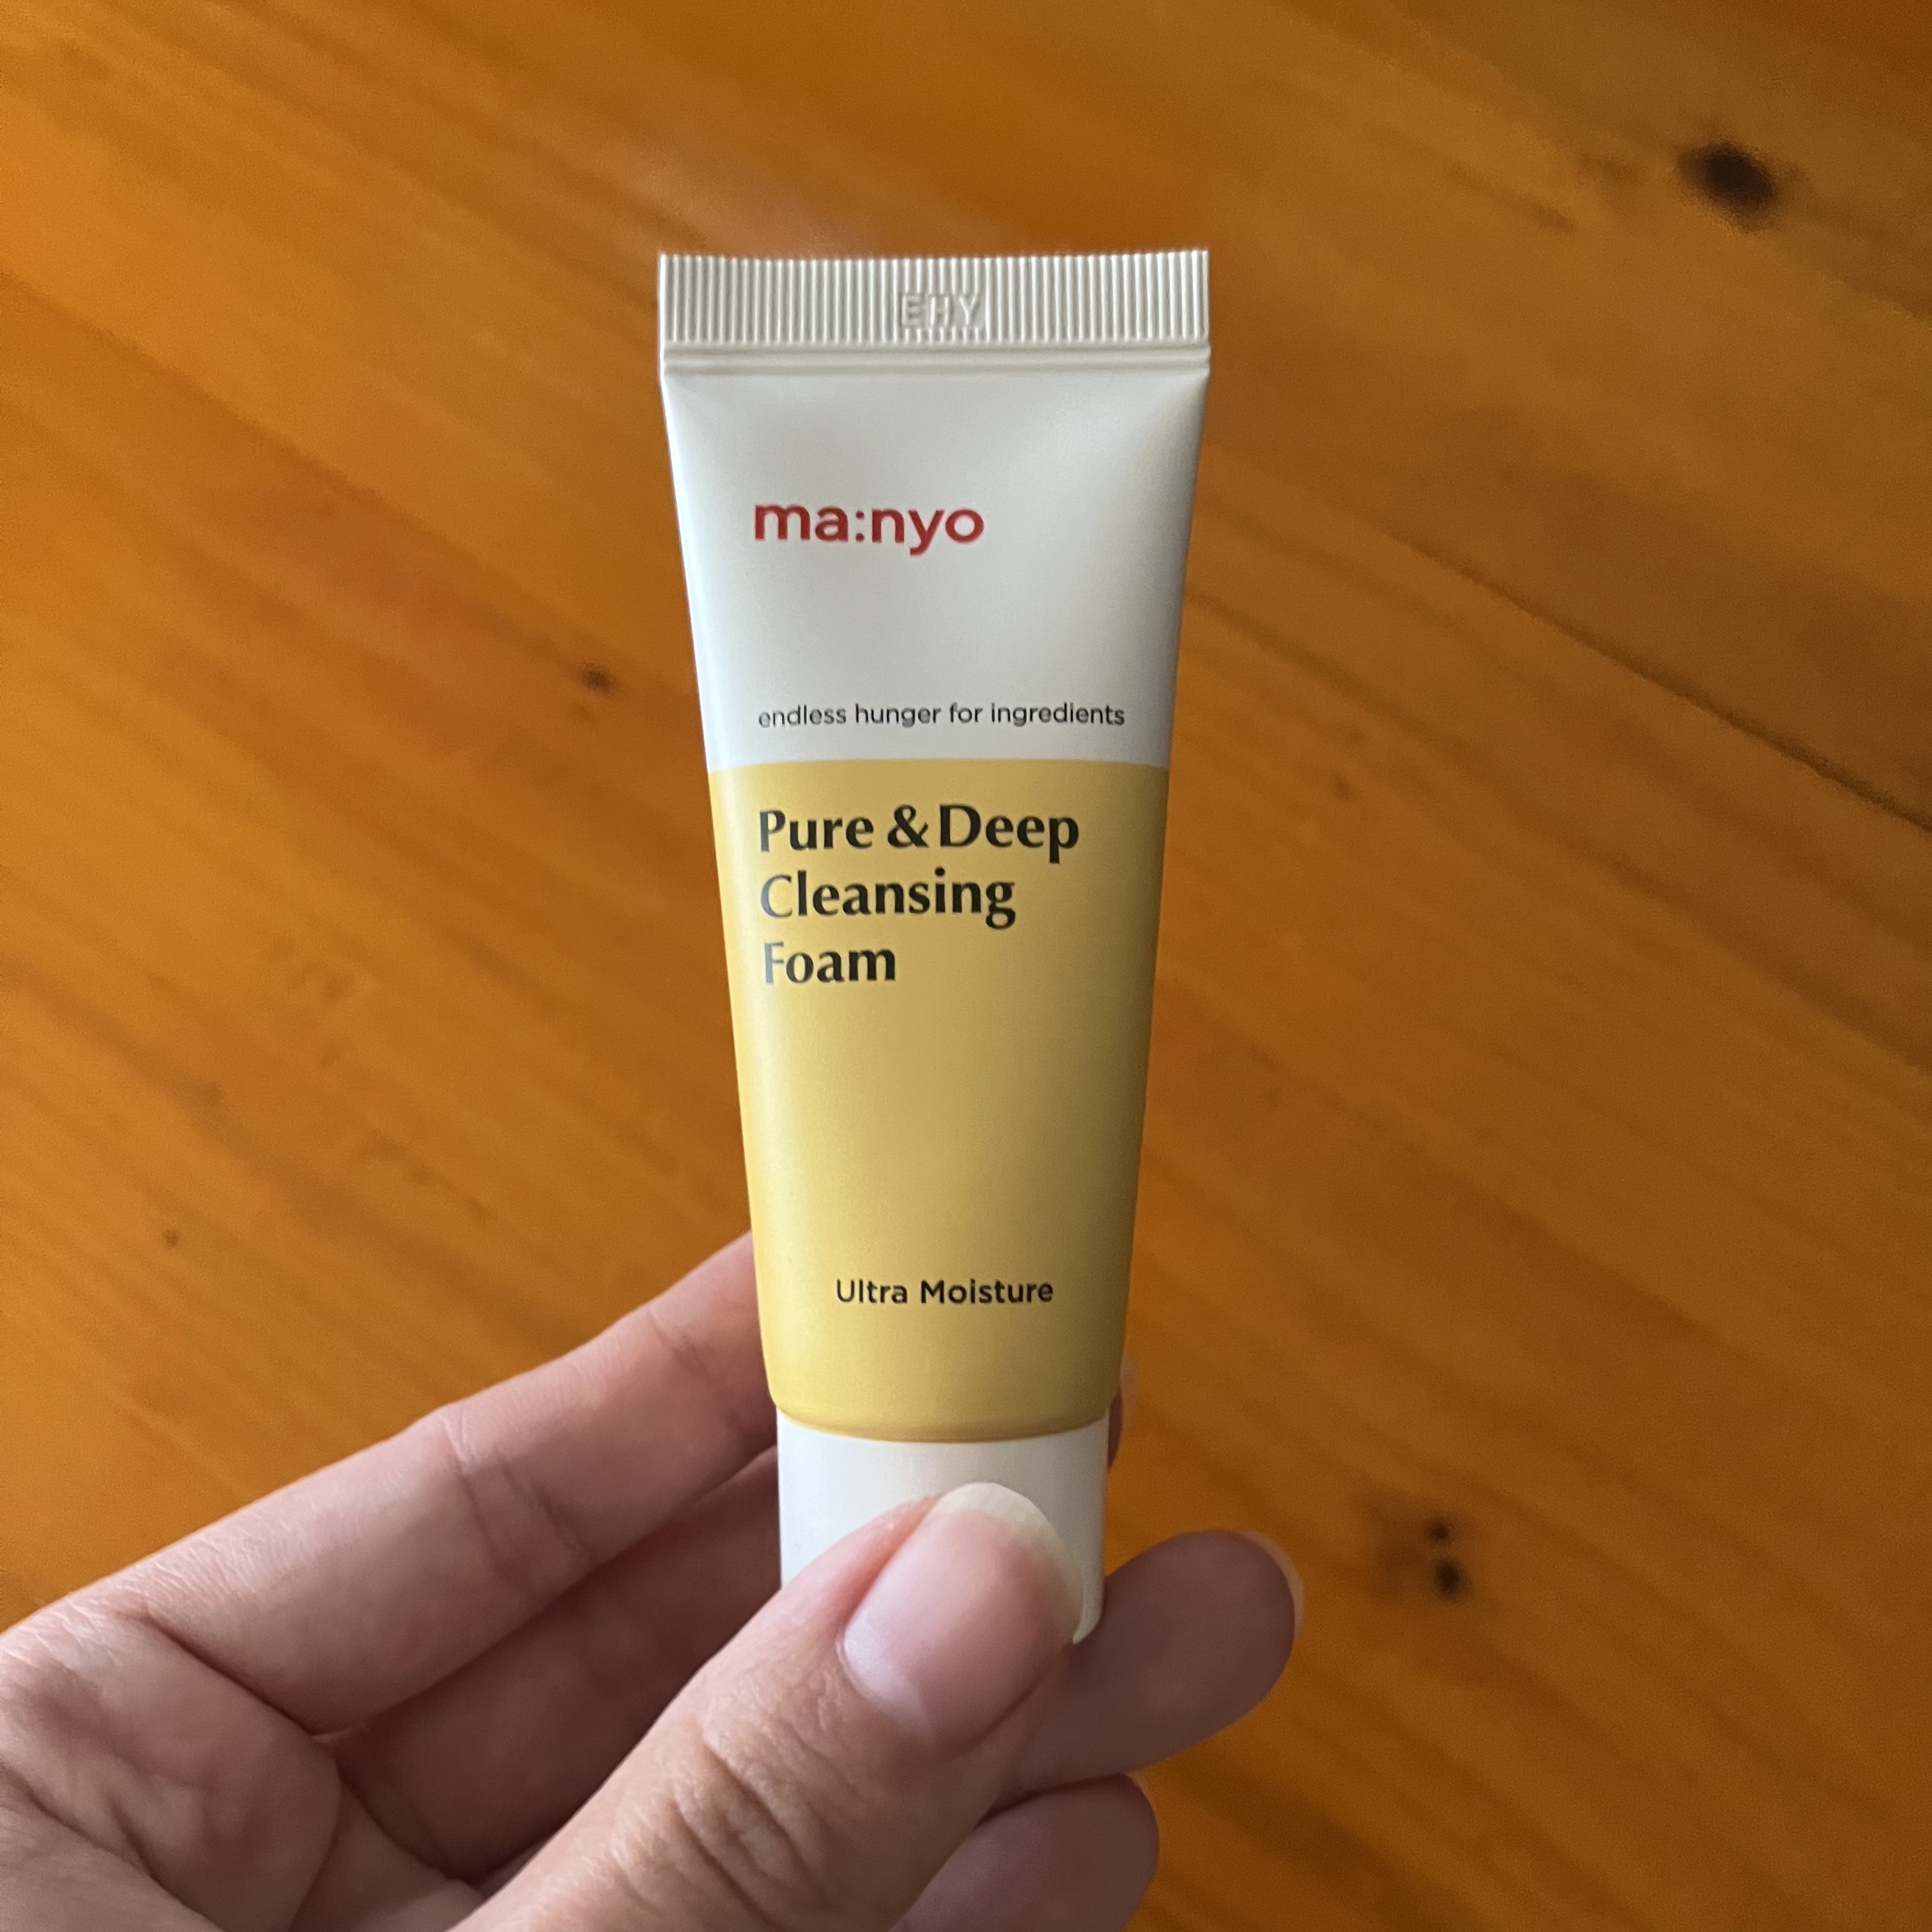 EHY
ma:nyo
endless hunger for ingredients
Pure & Deep
Cleansing
Foam
Ultra Moisture